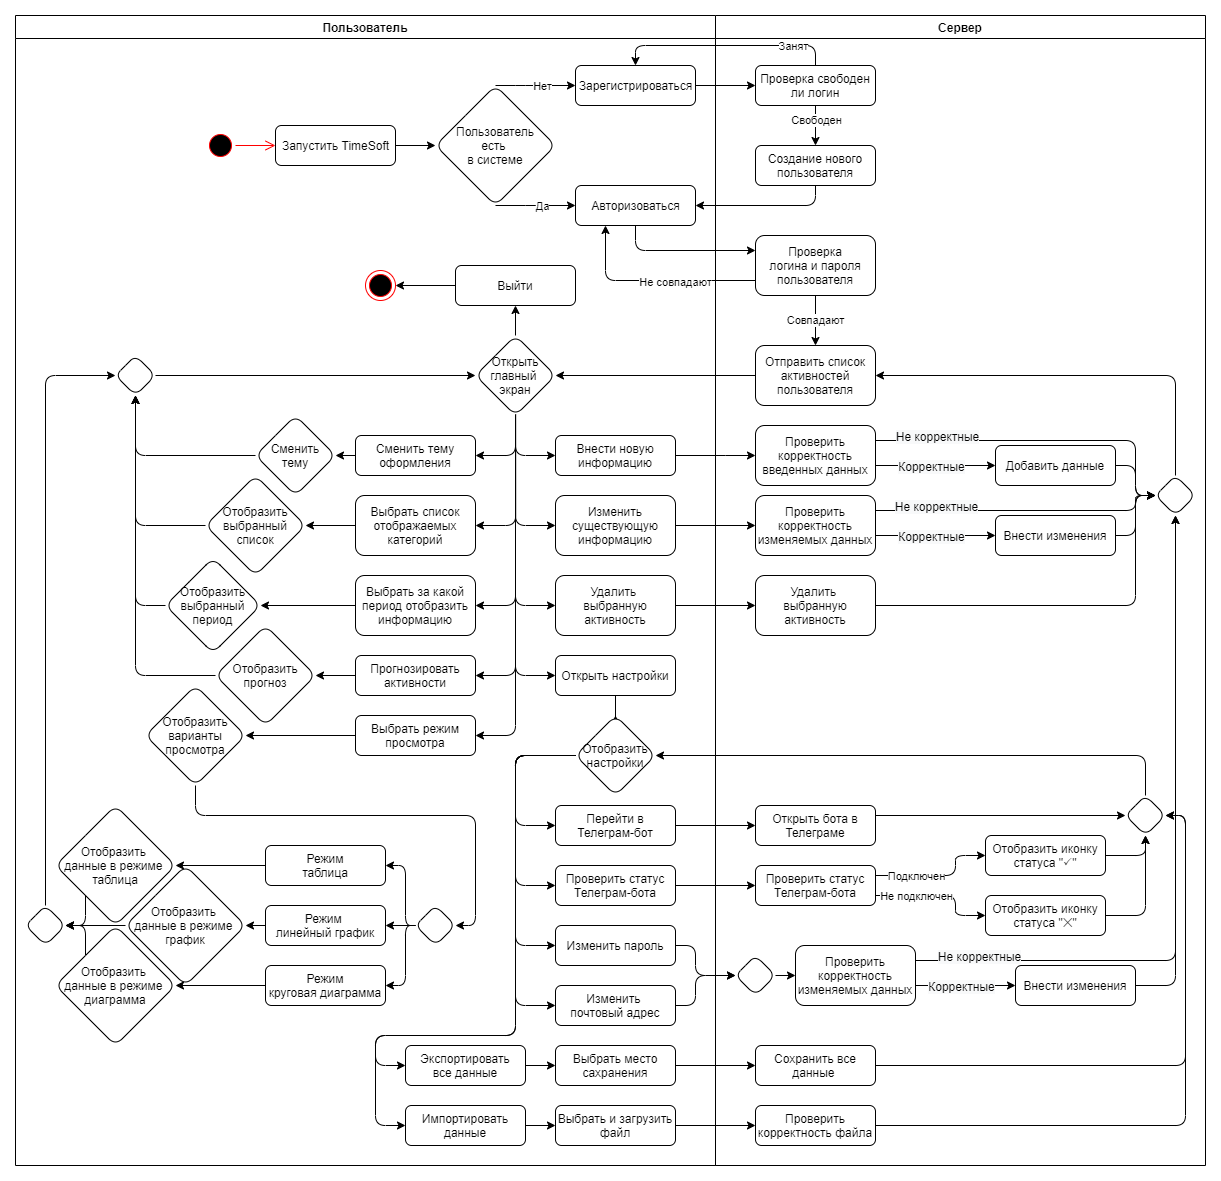 Пользователь
Сервер
Занят
Зарегистрироваться
Нет
Проверка свободен
ли логин
Свободен
Запустить TimeSoft
Пользователь
есть
в системе
Создание нового
пользователя
Да
Авторизоваться
Проверка
логина и пароля
пользователя
Не совпадают
Выйти
Совпадают
Открыть
главный
экран
Отправить список
активностей
пользователя
Сменить
тему
Сменить тему
оформления
Внести новую
информацию
Проверить
корректность
введенных данных
Не корректные
Корректные
Добавить данные
Отобразить
выбранный
список
Выбрать список
отображаемых
категорий
Изменить
существующую
информацию
Проверить
корректность
изменяемых данных
Не корректные
Корректные
Внести изменения
Отобразить
выбранный
период
Выбрать за какой
период отобразить
информацию
Удалить
выбранную
активность
Удалить
выбранную
активность
Отобразить
прогноз
Прогнозировать
активности
Открыть настройки
Отобразить
варианты
просмотра
Выбрать режим
просмотра
Отобразить
настройки
Перейти в
Телеграм-бот
Открыть бота в
Телеграме
Отобразить
данные в режиме
таблица
Режим
таблица
Проверить статус
Телеграм-бота
Проверить статус
Телеграм-бота
Подключен
Не подключен
Отобразить иконку
статуса "✓"
Отобразить иконку
статуса "✕"
Отобразить
данные в режиме
график
Режим
линейный график
Изменить пароль
Отобразить
данные в режиме
диаграмма
Режим
круговая диаграмма
Изменить
почтовый адрес
Проверить
корректность
изменяемых данных
Не корректные
Корректные
Внести изменения
Экспортировать
все данные
Выбрать место
сахранения
Сохранить все
данные
Импортировать
данные
Выбрать и загрузить
файл
Проверить
корректность файла